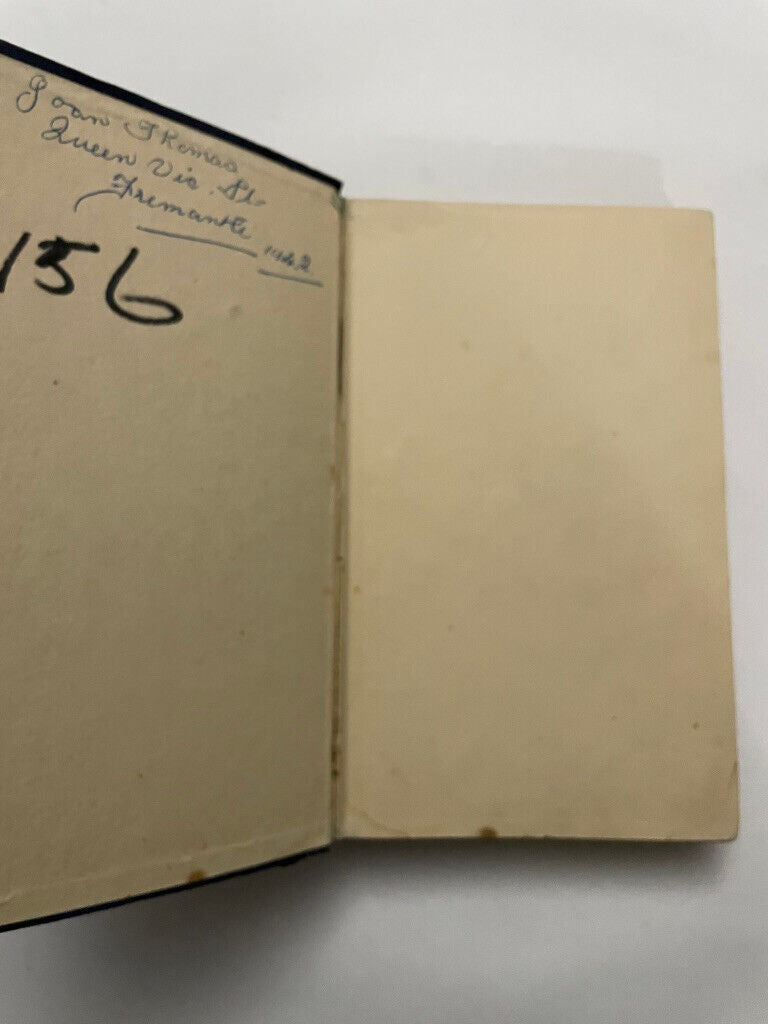 Joan Thomas
Queen Vic. St.
Fremantle
1942
156